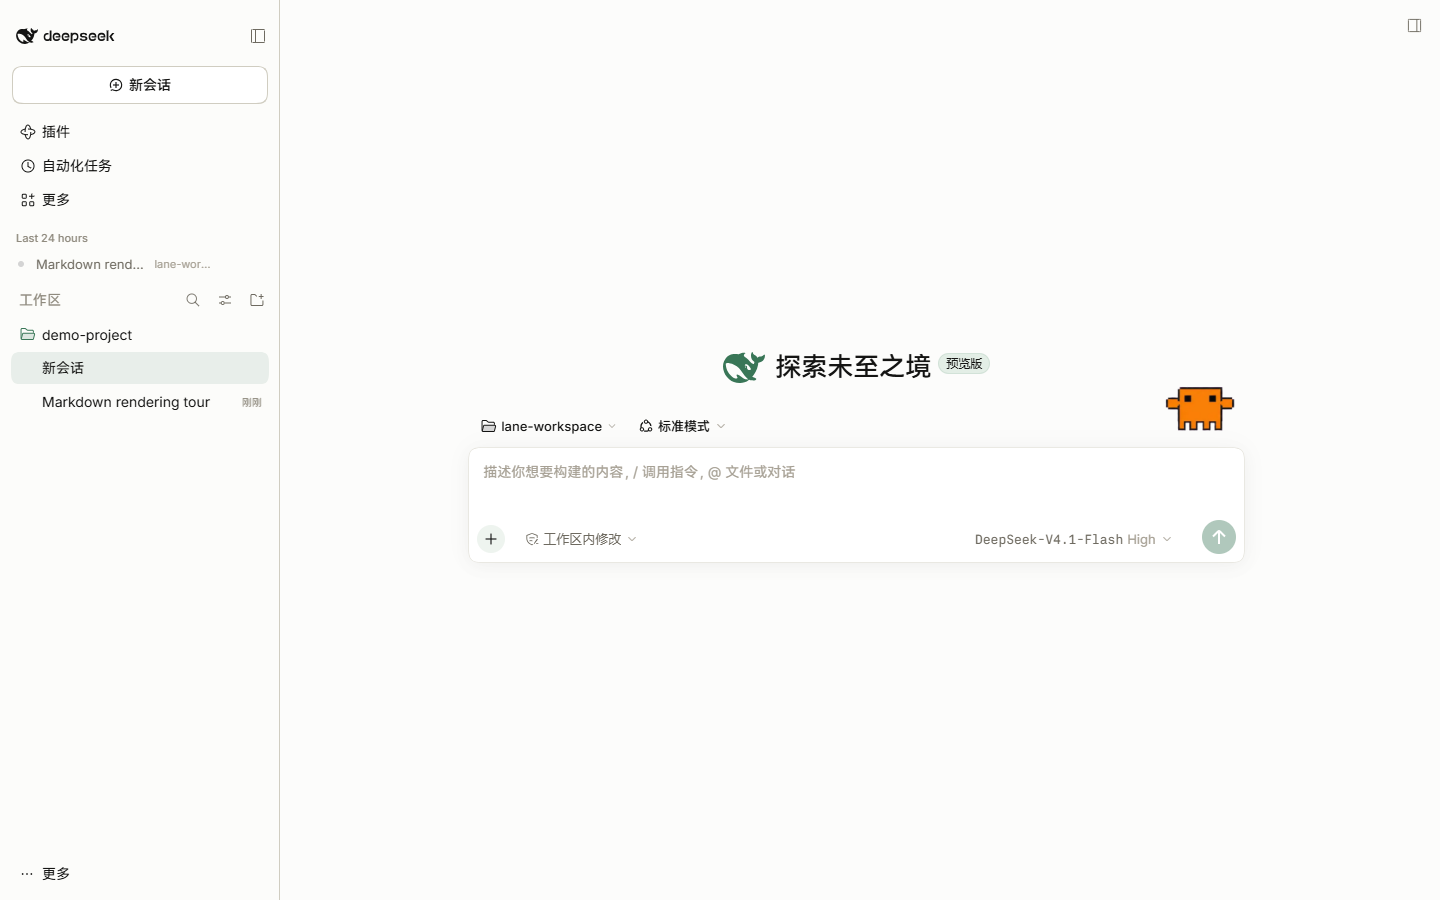 deepseek
新会话
插件
自动化任务
更多
Last 24 hours
Markdown rend... lane-wor...
工作区
demo-project
新会话
Markdown rendering tour 刚刚
更多
探索未至之境 预览版
lane-workspace 标准模式
描述你想要构建的内容, / 调用指令, @ 文件或对话
工作区内修改 DeepSeek-V4.1-Flash High